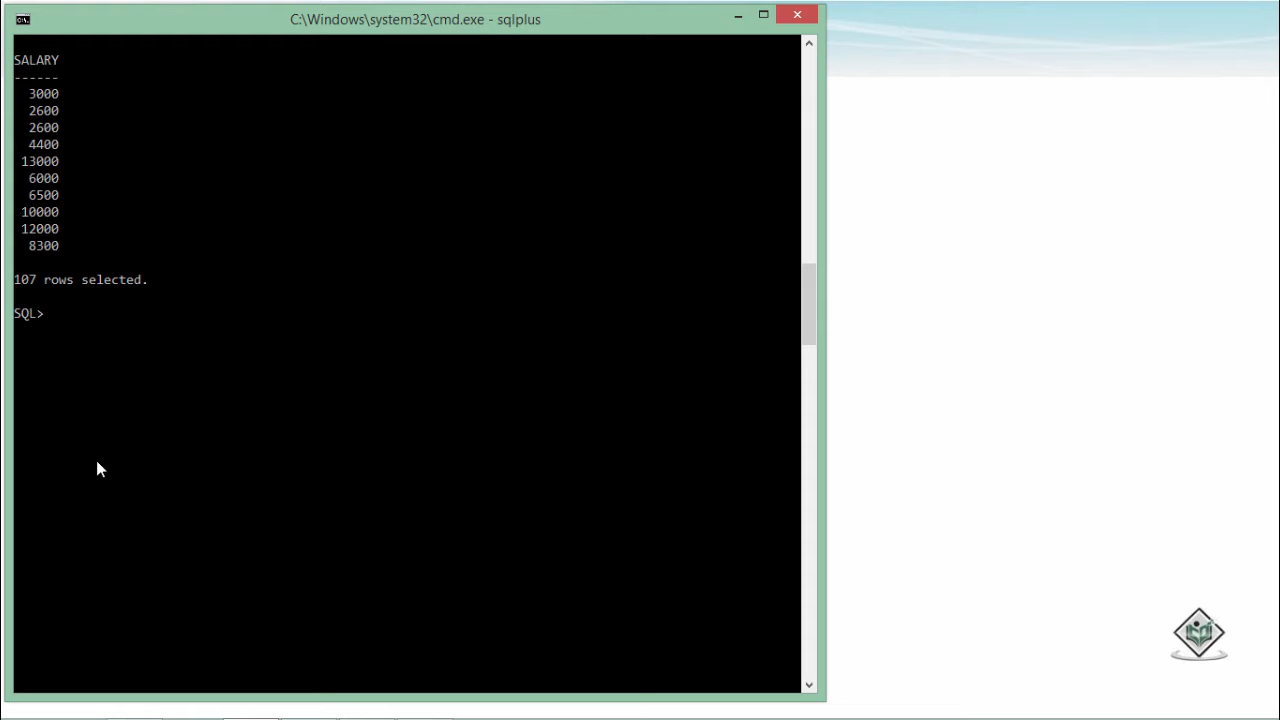 C:\Windows\system32\cmd.exe - sqlplus
SALARY
------
3000
2600
2600
4400
13000
6000
6500
10000
12000
8300
107 rows selected.
SQL>